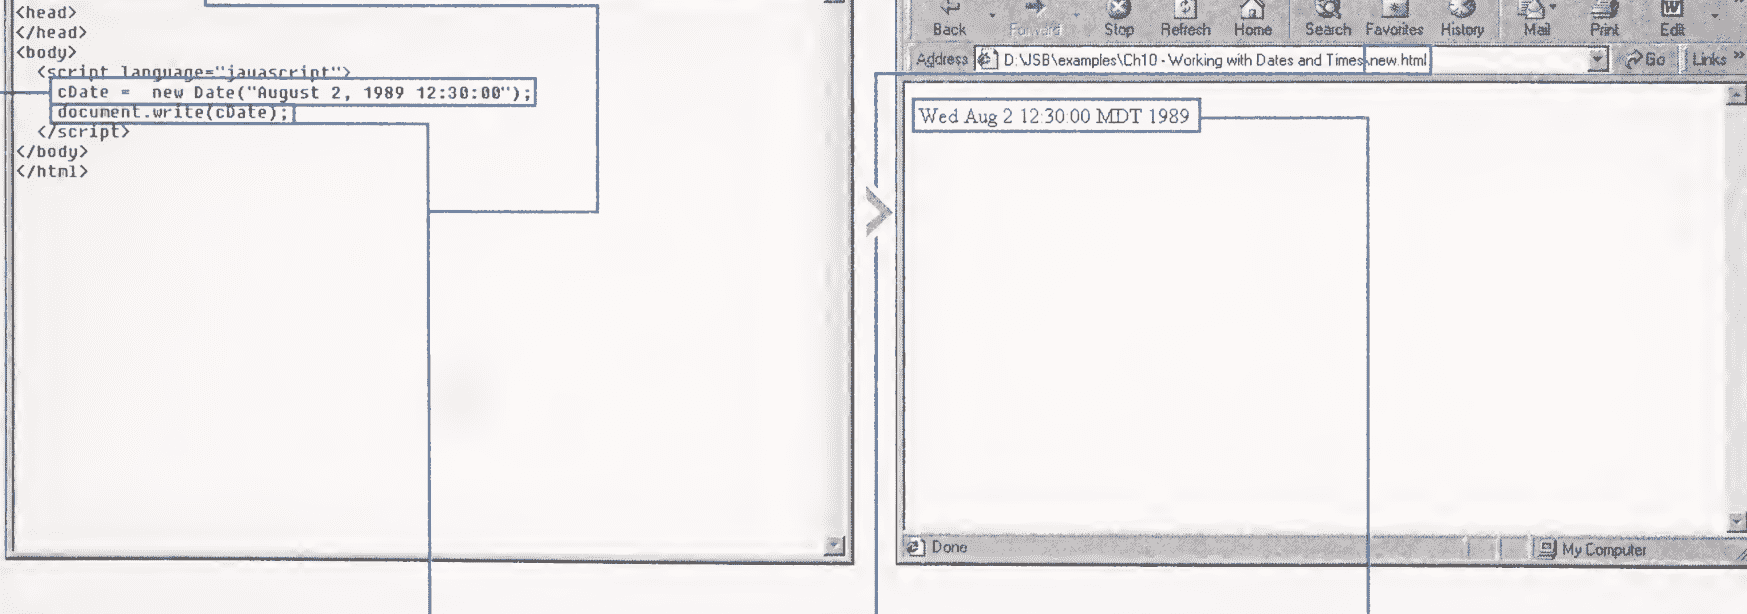 <head>
</head>
<body>
<script language="javascript">
cDate = new Date("August 2, 1989 12:30:00");
document.write(cDate);
</script>
</body>
</html>
Back Forward Stop Refresh Home Search Favorites History Mail Print Edit
Address D:\JSB\examples\Ch10 - Working with Dates and Times\new.html Go Links »
Wed Aug 2 12:30:00 MDT 1989
Done My Computer